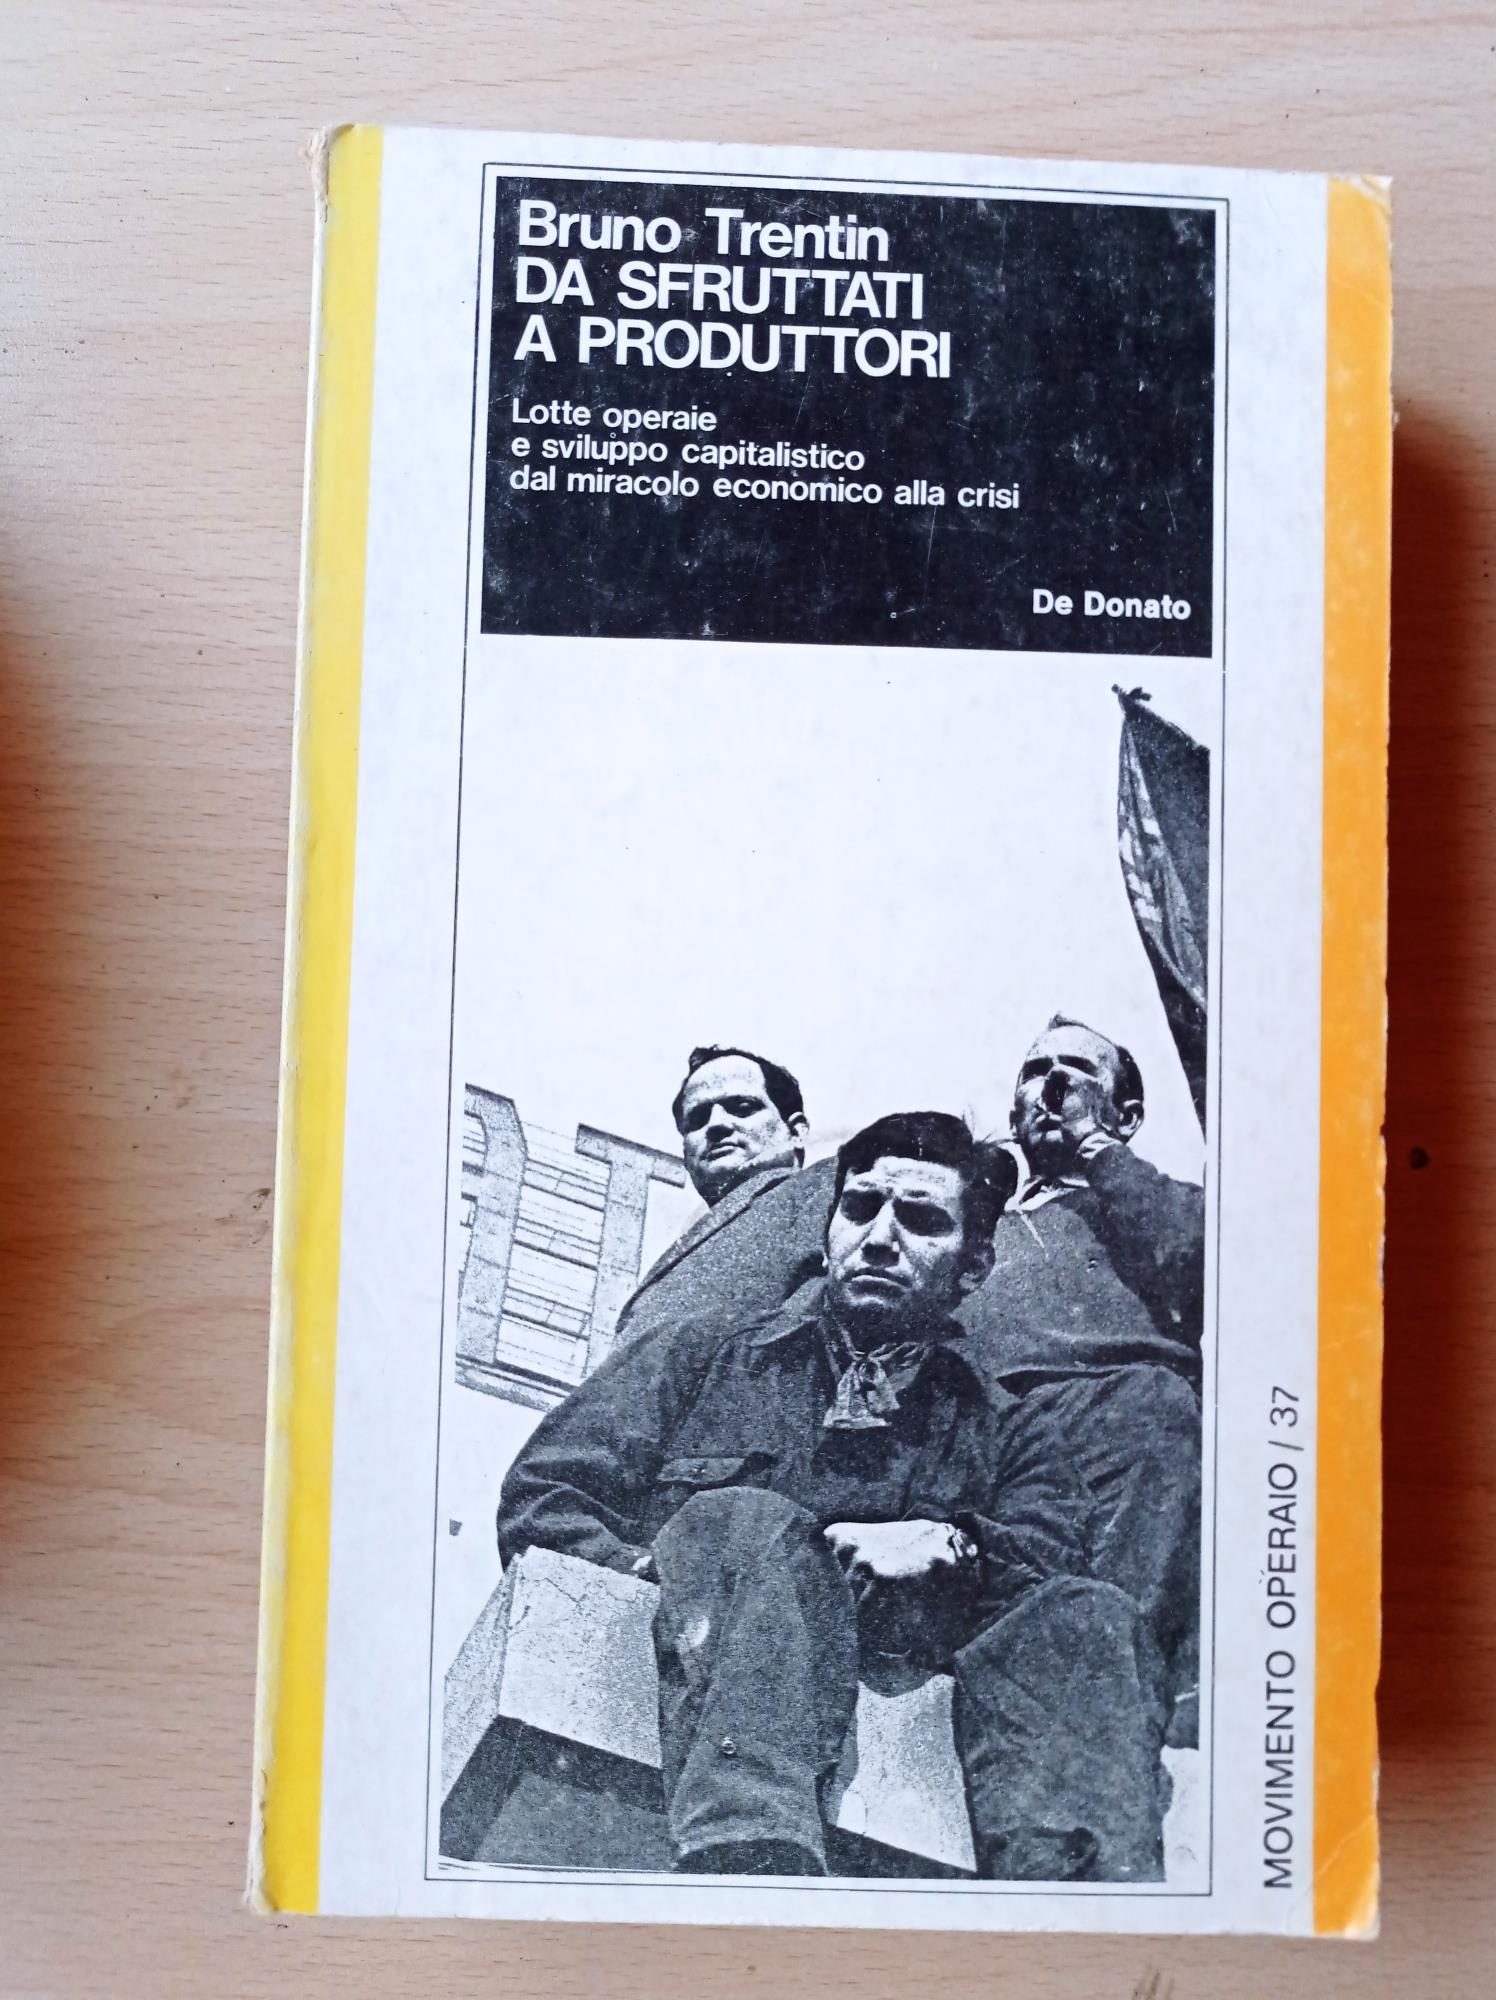 Bruno Trentin
DA SFRUTTATI
A PRODUTTORI
Lotte operaie
e sviluppo capitalistico
dal miracolo economico alla crisi
De Donato
MOVIMENTO OPERAIO / 37